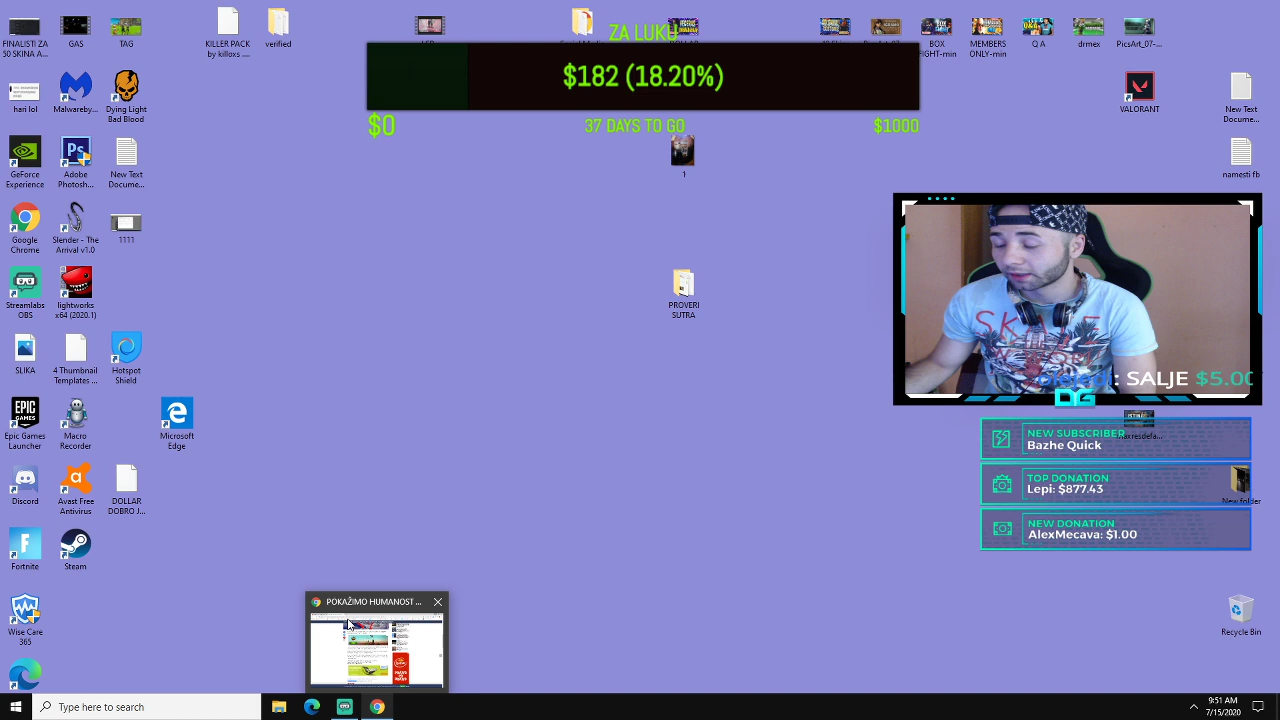 FINALISTI ZA
50 SKINA A...
GAS
TAG
KILLER PACK
by killoxs...
verified
ZA LUKU
BOX
FIGHT-min
MEMBERS
ONLY-min
Q A
drmex
PicsArt_07-...
$182 (18.20%)
$0
37 DAYS TO GO
$1000
hari lol
Malwareby...
Dying Light
Bad Blood
VALORANT
New Text
Docume...
GeForce
Experience
Adobe
Photosho...
New Text
Document
1
namesti fb
Google
Chrome
Slender - The
Arrival v1.0
1111
Streamlabs
OBS
lightworks
x64 (2020.1)
PROVERI
SUTRA
SKATE
SLIKA
4 Thumbnail
Templates ...
Hotspot
Shield
: SALJE $5.00
DG
Epic Games
Launcher
Macro
Recorder
Microsoft
Edge
NEW SUBSCRIBER
Bazhe Quick
Discord
Avast Free
Antivirus
DOLLAR
DOBRO J...
TOP DONATION
Lepi: $877.43
New folder
NEW DONATION
AlexMecava: $1.00
Fortnite
Steam
POKAŽIMO HUMANOST ...
Wise Care
365
Recycle Bin
Type here to search
9:51 AM
7/15/2020